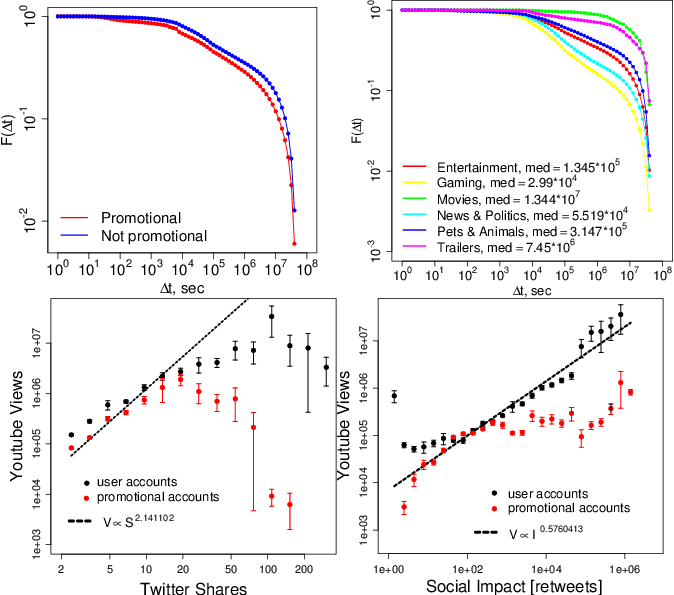 F(Δt)
10^0
10^-1
10^-2
Promotional
Not promotional
10^0 10^1 10^2 10^3 10^4 10^5 10^6 10^7 10^8
Δt, sec
F(Δt)
10^0
10^-1
10^-2
10^-3
Entertainment, med = 1.345*10^5
Gaming, med = 2.99*10^4
Movies, med = 1.344*10^7
News & Politics, med = 5.519*10^4
Pets & Animals, med = 3.147*10^5
Trailers, med = 7.45*10^6
10^0 10^1 10^2 10^3 10^4 10^5 10^6 10^7 10^8
Δt, sec
Youtube Views
1e+07
1e+06
1e+05
1e+04
1e+03
user accounts
promotional accounts
V∝S^2.141102
2 5 10 20 50 100 200
Twitter Shares
Youtube Views
1e+07
1e+06
1e+05
1e+04
1e+03
user accounts
promotional accounts
V∝I^0.5760413
1e+00 1e+02 1e+04 1e+06
Social Impact [retweets]